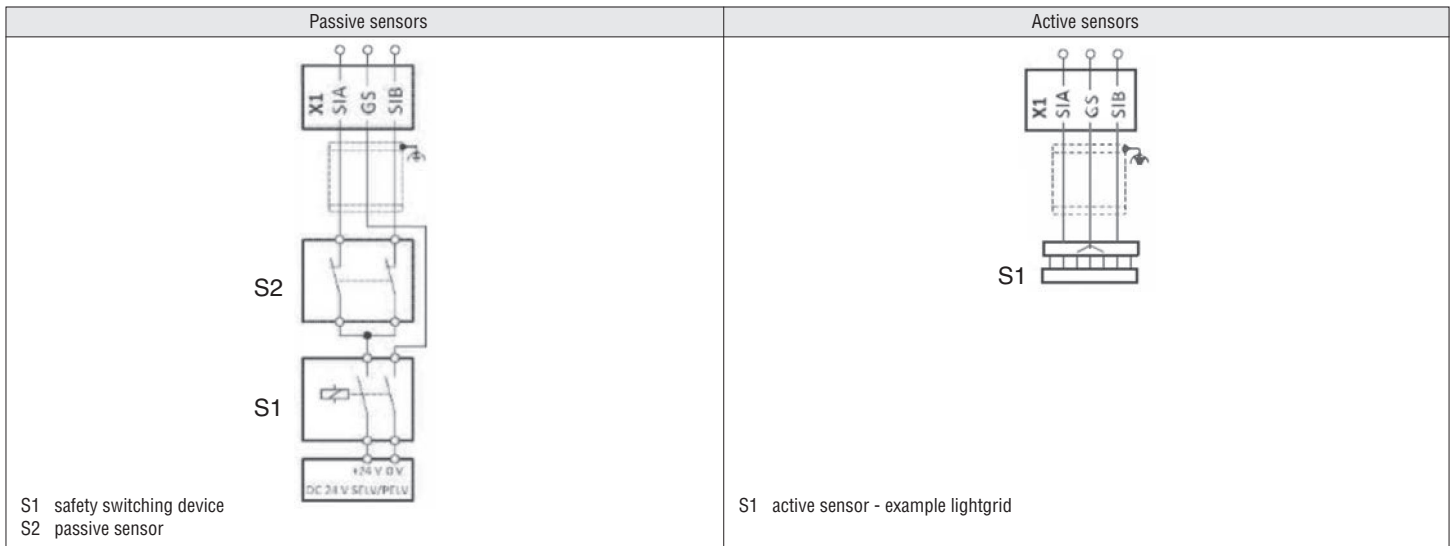 Passive sensors
X1
SIA
GS
SIB
S2
S1
+24 V 0 V
DC 24 V SELV/PELV
S1 safety switching device
S2 passive sensor
Active sensors
X1
SIA
GS
SIB
S1
S1 active sensor - example lightgrid